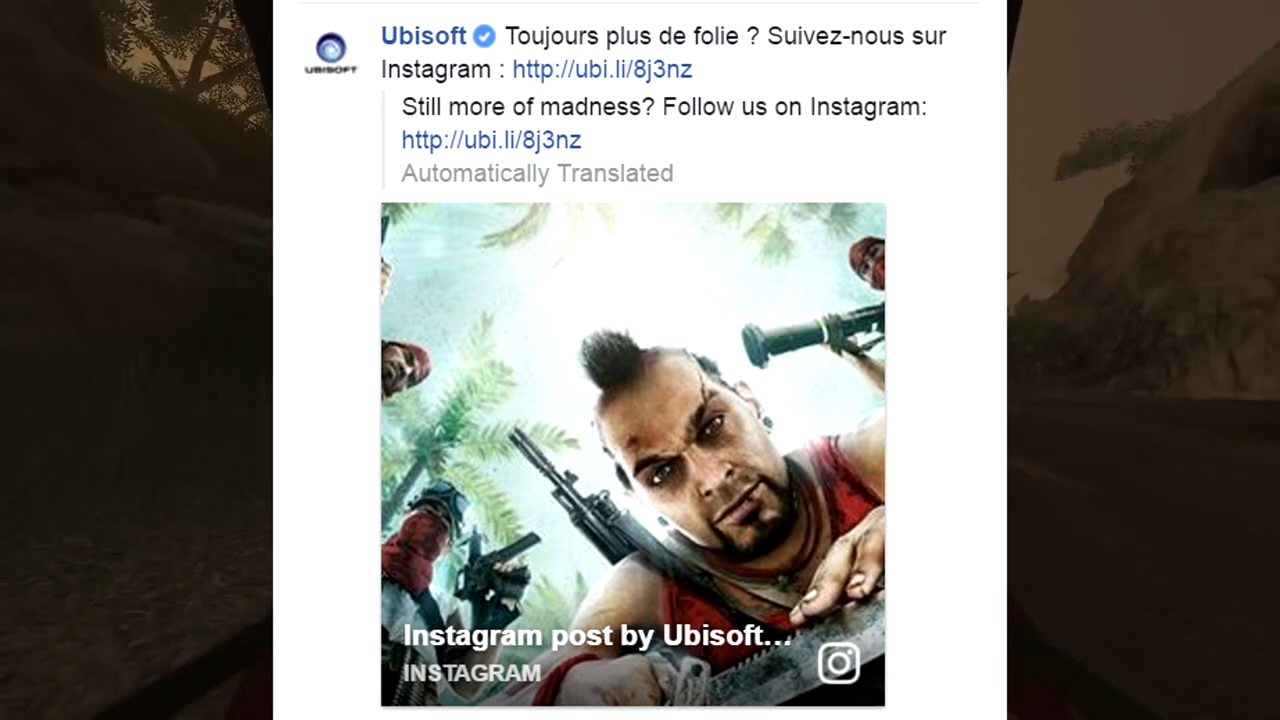 UBISOFT
Ubisoft Toujours plus de folie ? Suivez-nous sur
Instagram : http://ubi.li/8j3nz
Still more of madness? Follow us on Instagram:
http://ubi.li/8j3nz
Automatically Translated
Instagram post by Ubisoft...
INSTAGRAM